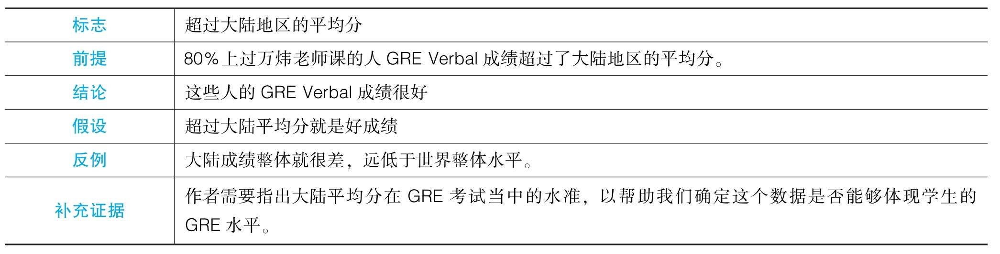 标志 超过大陆地区的平均分
前提 80%上过万炜老师课的人 GRE Verbal 成绩超过了大陆地区的平均分。
结论 这些人的 GRE Verbal 成绩很好
假设 超过大陆平均分就是好成绩
反例 大陆成绩整体就很差，远低于世界整体水平。
补充证据 作者需要指出大陆平均分在 GRE 考试当中的水准，以帮助我们确定这个数据是否能够体现学生的
GRE 水平。